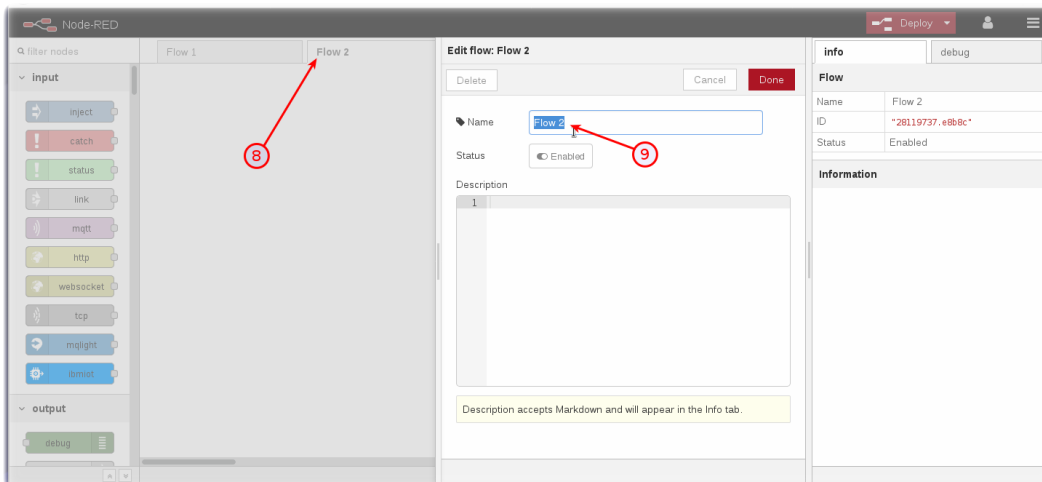 Node-RED
Deploy
filter nodes
Flow 1
Flow 2
Edit flow: Flow 2
info
debug
input
Delete
Cancel
Done
Flow
Name
Flow 2
ID
"28119737.e8b8c"
Status
Enabled
Information
inject
catch
status
link
mqtt
http
websocket
tcp
mqlight
ibmiot
output
debug
8
Name
Flow 2
9
Status
Enabled
Description
1
Description accepts Markdown and will appear in the Info tab.